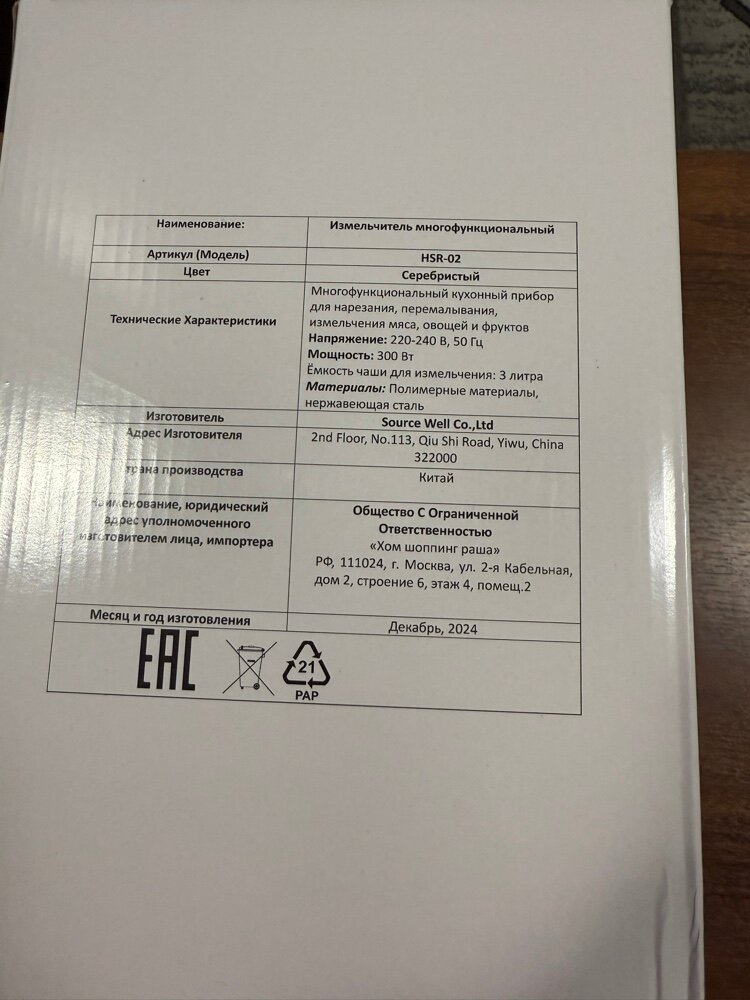 Наименование:
Измельчитель многофункциональный
Артикул (Модель)
HSR-02
Цвет
Серебристый
Технические Характеристики
Многофункциональный кухонный прибор
для нарезания, перемалывания,
измельчения мяса, овощей и фруктов
Напряжение: 220-240 В, 50 Гц
Мощность: 300 Вт
Ёмкость чаши для измельчения: 3 литра
Материалы: Полимерные материалы,
нержавеющая сталь
Изготовитель
Source Well Co.,Ltd
Адрес Изготовителя
2nd Floor, No.113, Qiu Shi Road, Yiwu, China
322000
Страна производства
Китай
Наименование, юридический
адрес уполномоченного
изготовителем лица, импортера
Общество С Ограниченной
Ответственностью
«Хом шоппинг раша»
РФ, 111024, г. Москва, ул. 2-я Кабельная,
дом 2, строение 6, этаж 4, помещ.2
Месяц и год изготовления
Декабрь, 2024
EAC
21
PAP